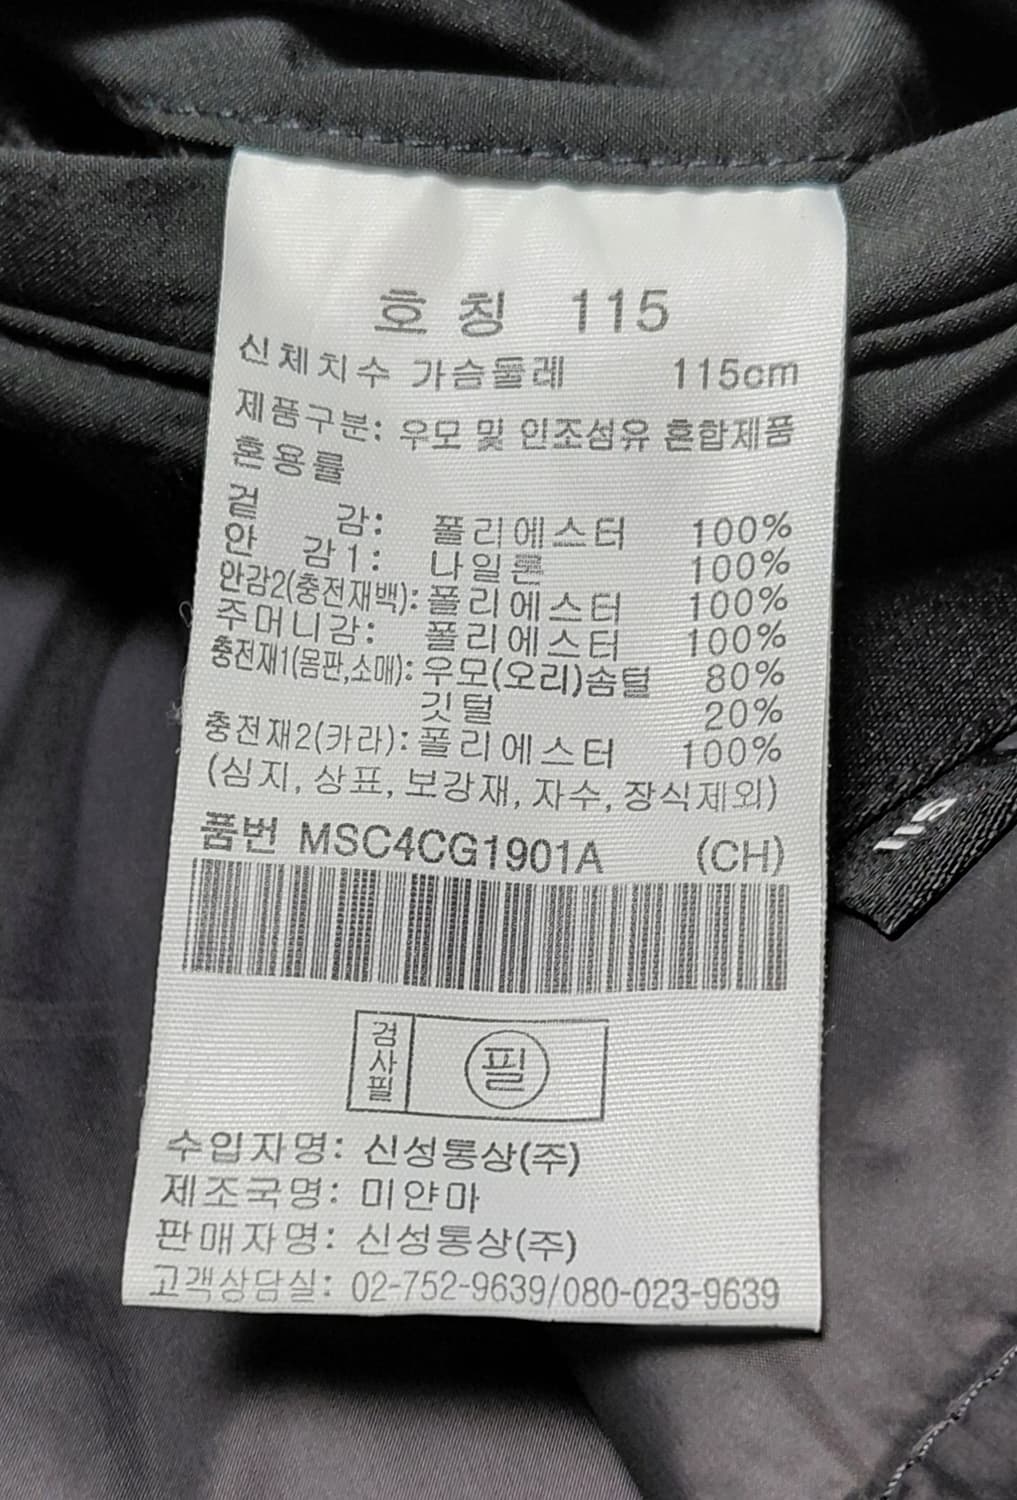 호칭 115
신체치수 가슴둘레 115cm
제품구분: 우모 및 인조섬유 혼합제품
혼용률
겉 감: 폴리에스터 100%
안 감1: 나일론 100%
안감2(충전재백): 폴리에스터 100%
주머니감: 폴리에스터 100%
충전재1(몸판,소매): 우모(오리)솜털 80%
깃털 20%
충전재2(카라): 폴리에스터 100%
(심지, 상표, 보강재, 자수, 장식제외)
품번 MSC4CG1901A (CH)
검사필 필
수입자명: 신성통상(주)
제조국명: 미얀마
판매자명: 신성통상(주)
고객상담실: 02-752-9639/080-023-9639
115